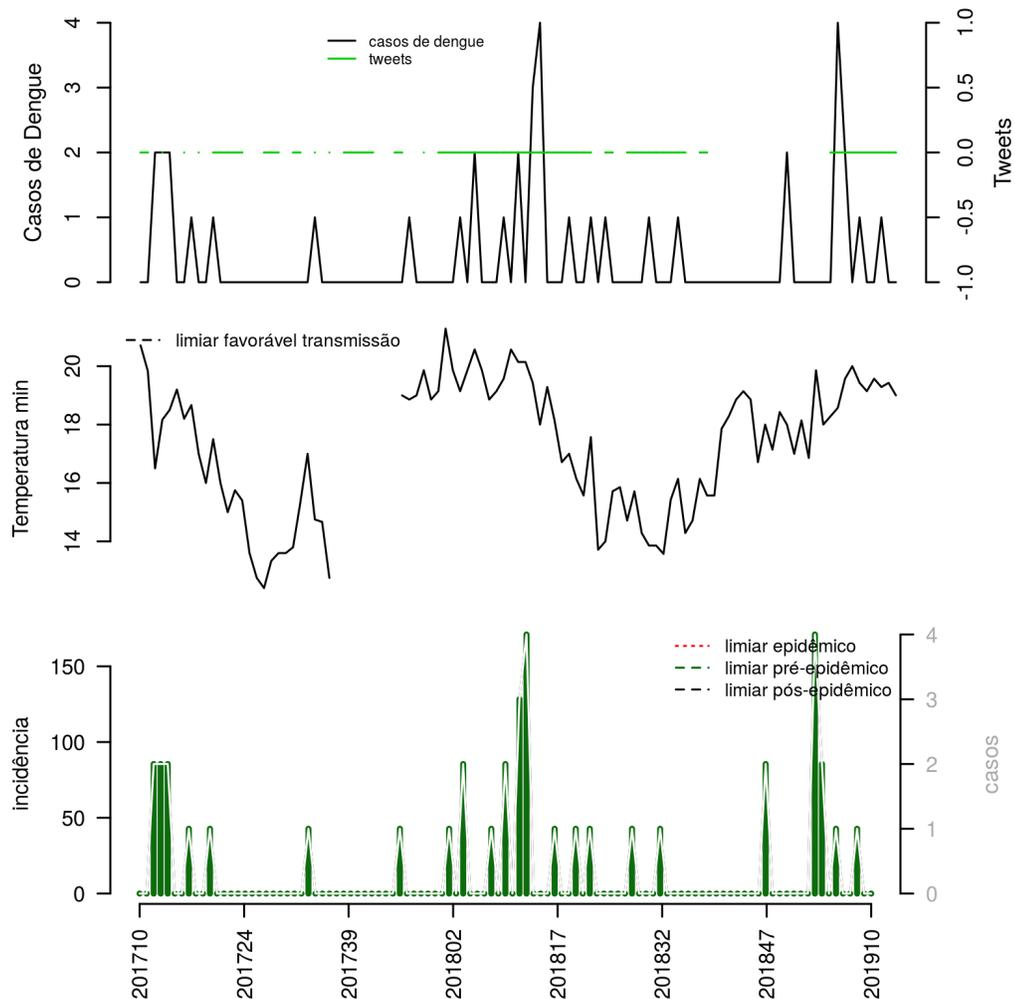 casos de dengue
tweets
Casos de Dengue
4
3
2
1
0
Tweets
1.0
0.5
0.0
-0.5
-1.0
limiar favorável transmissão
Temperatura min
20
18
16
14
limiar epidêmico
limiar pré-epidêmico
limiar pós-epidêmico
incidência
150
100
50
0
casos
4
3
2
1
0
201710
201724
201739
201802
201817
201832
201847
201910